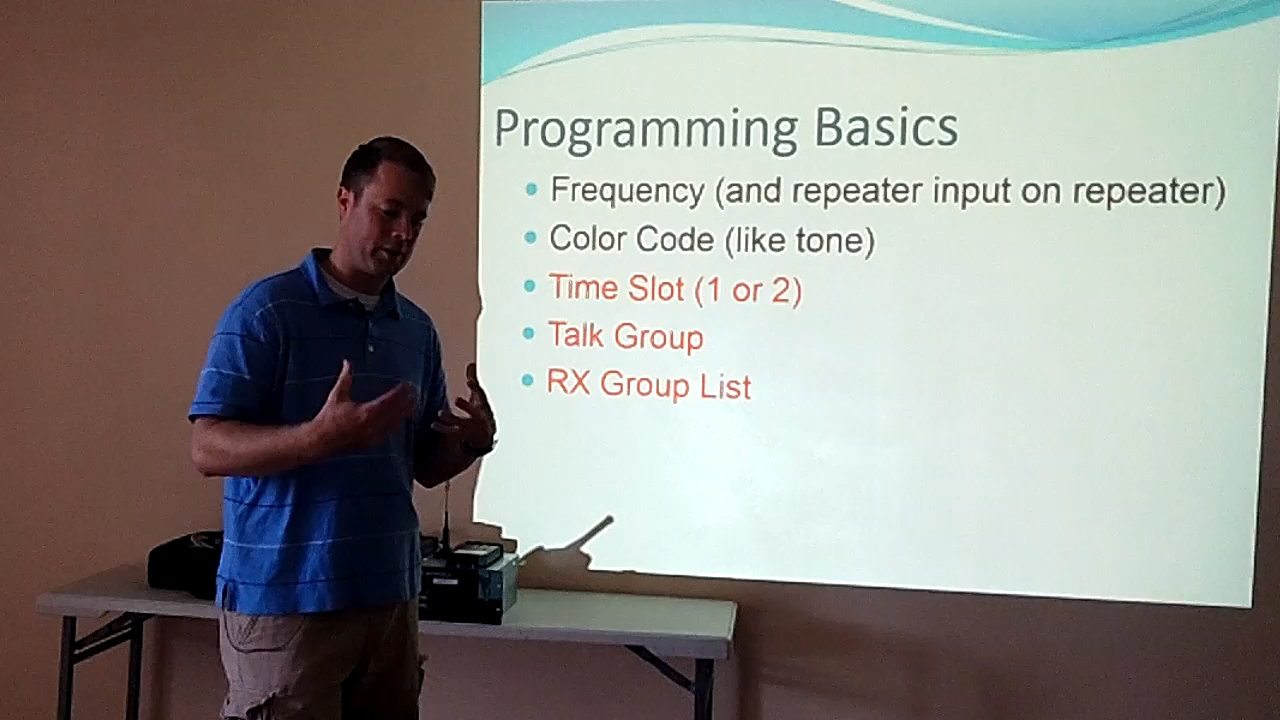 Programming Basics
Frequency (and repeater input on repeater)
Color Code (like tone)
Time Slot (1 or 2)
Talk Group
RX Group List